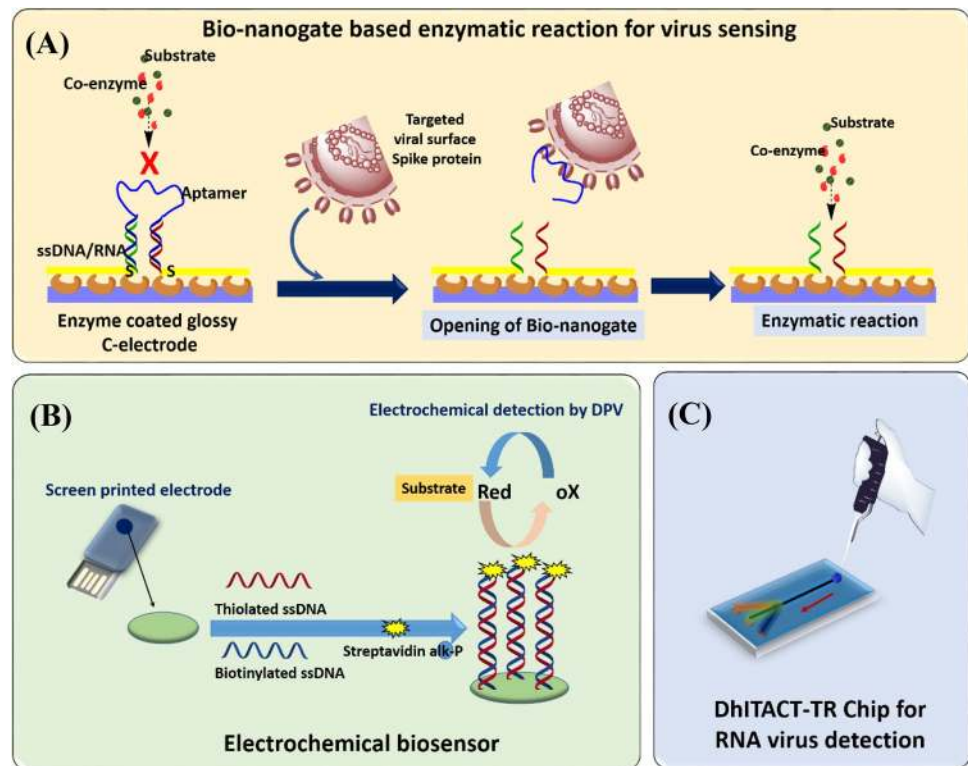 (A)
Bio-nanogate based enzymatic reaction for virus sensing
Substrate
Co-enzyme
X
Aptamer
ssDNA/RNA
S
S
Enzyme coated glossy
C-electrode
Targeted
viral surface
Spike protein
Opening of Bio-nanogate
Substrate
Co-enzyme
Enzymatic reaction
(B)
Electrochemical detection by DPV
Screen printed electrode
Substrate
Red
oX
Thiolated ssDNA
Streptavidin alk-P
Biotinylated ssDNA
Electrochemical biosensor
(C)
DhITACT-TR Chip for
RNA virus detection